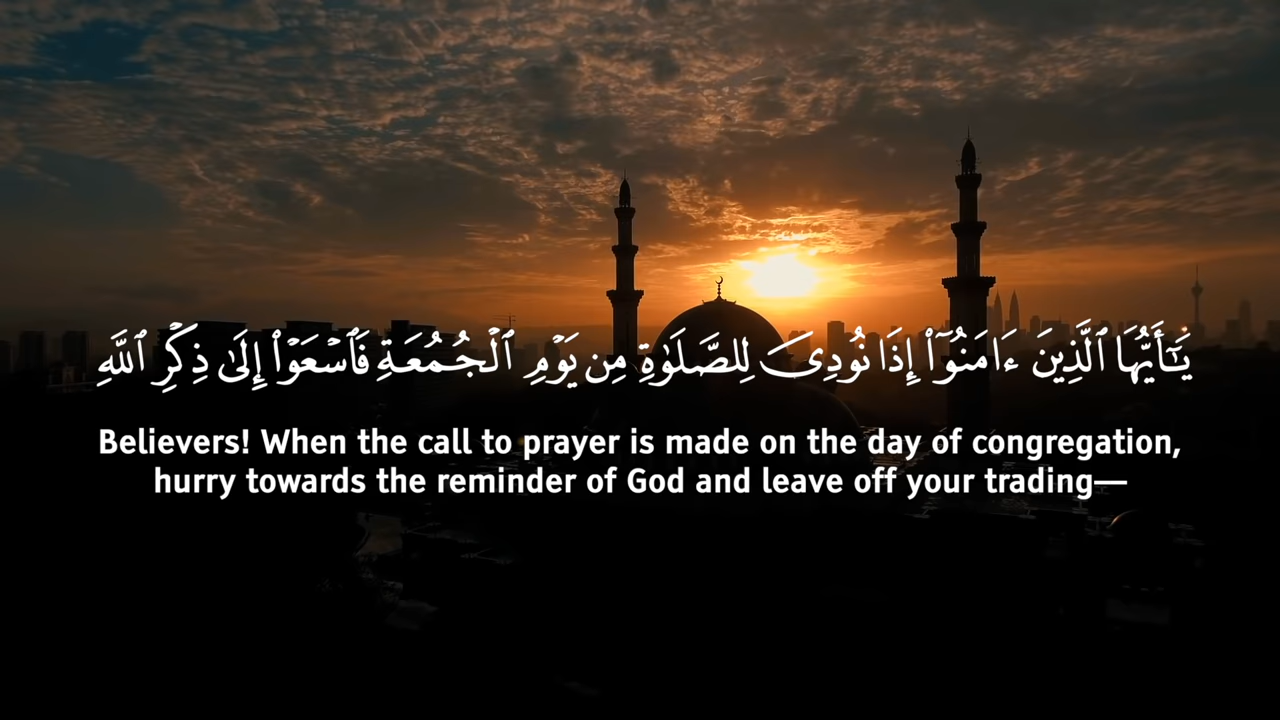 يَـٰٓأَيُّهَا ٱلَّذِينَ ءَامَنُوٓا۟ إِذَا نُودِىَ لِلصَّلَوٰةِ مِن يَوْمِ ٱلْجُمُعَةِ فَٱسْعَوْا۟ إِلَىٰ ذِكْرِ ٱللَّهِ
Believers! When the call to prayer is made on the day of congregation,
hurry towards the reminder of God and leave off your trading—